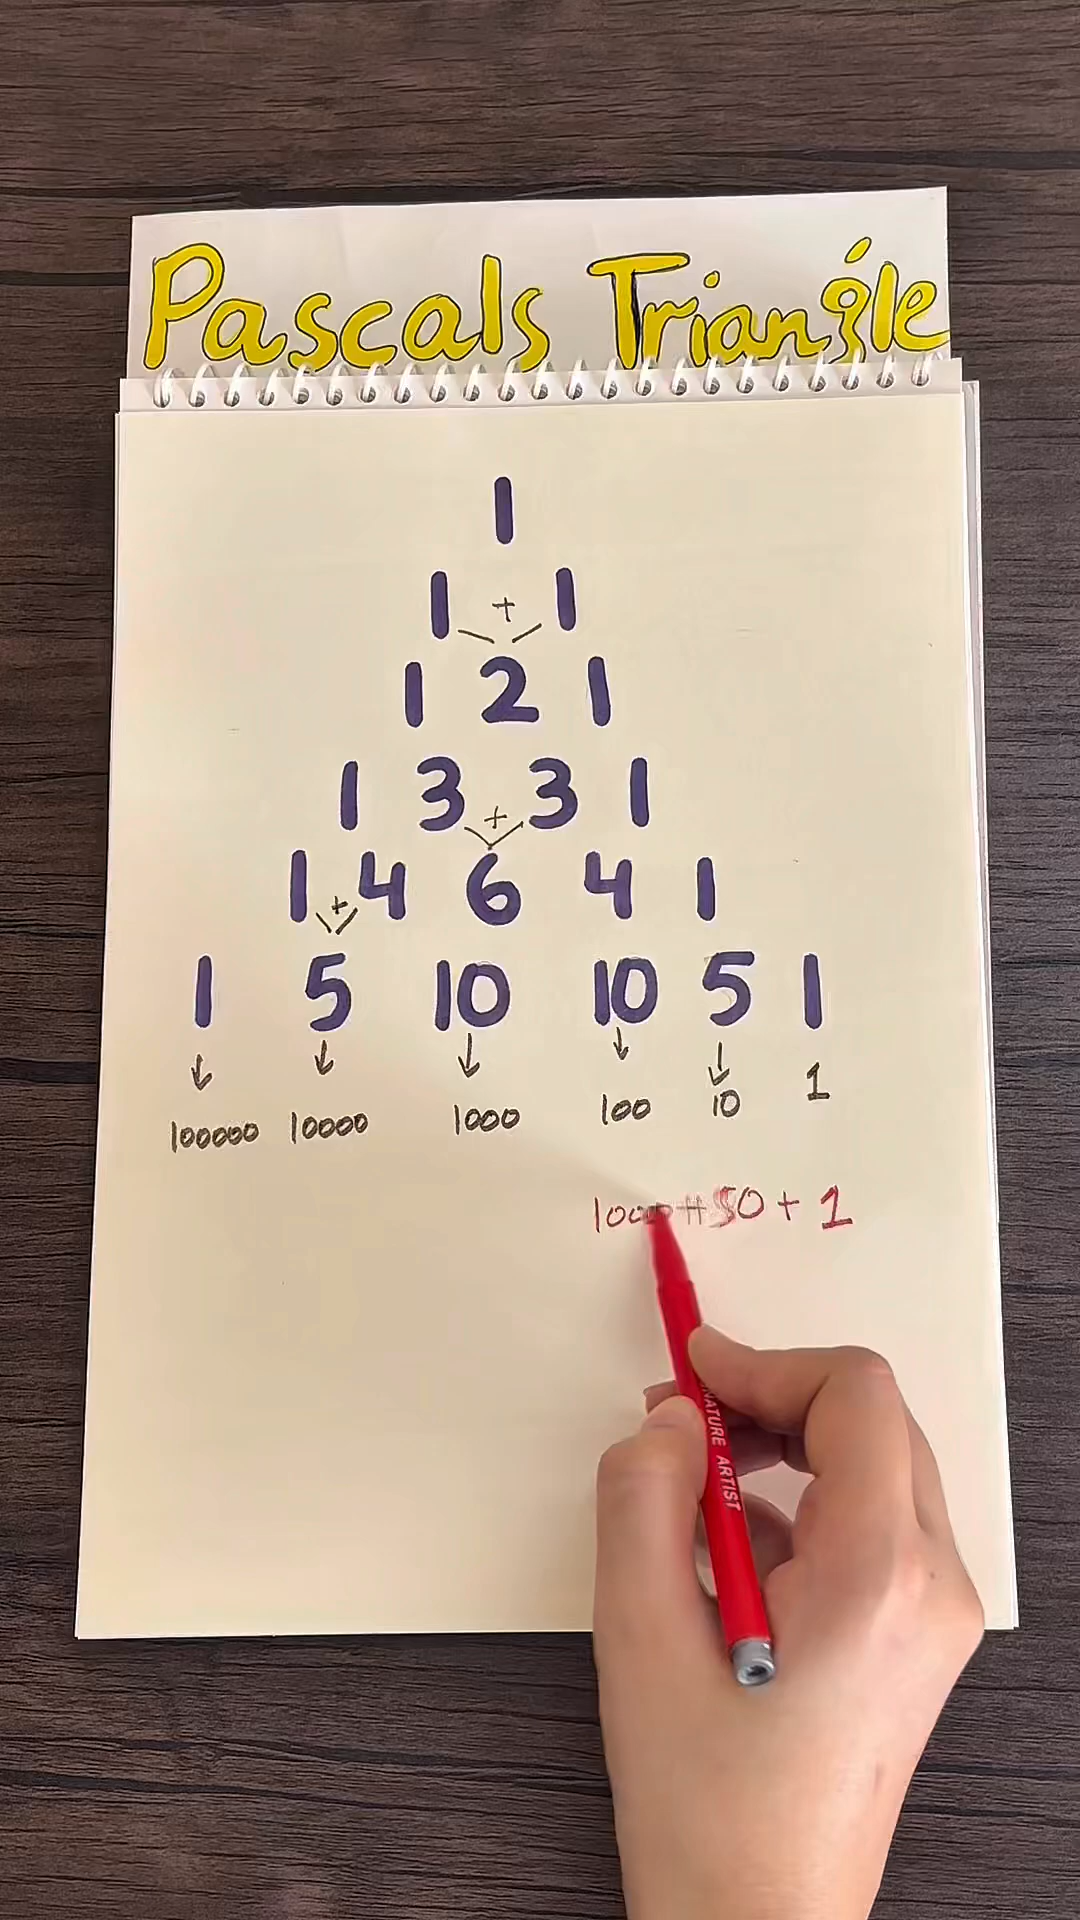 Pascals Triangle
1
1 + 1
1 2 1
1 3 + 3 1
1 + 4 6 4 1
1 5 10 10 5 1
100000 10000 1000 100 10 1
1000 + 50 + 1
NATURE ARTIST